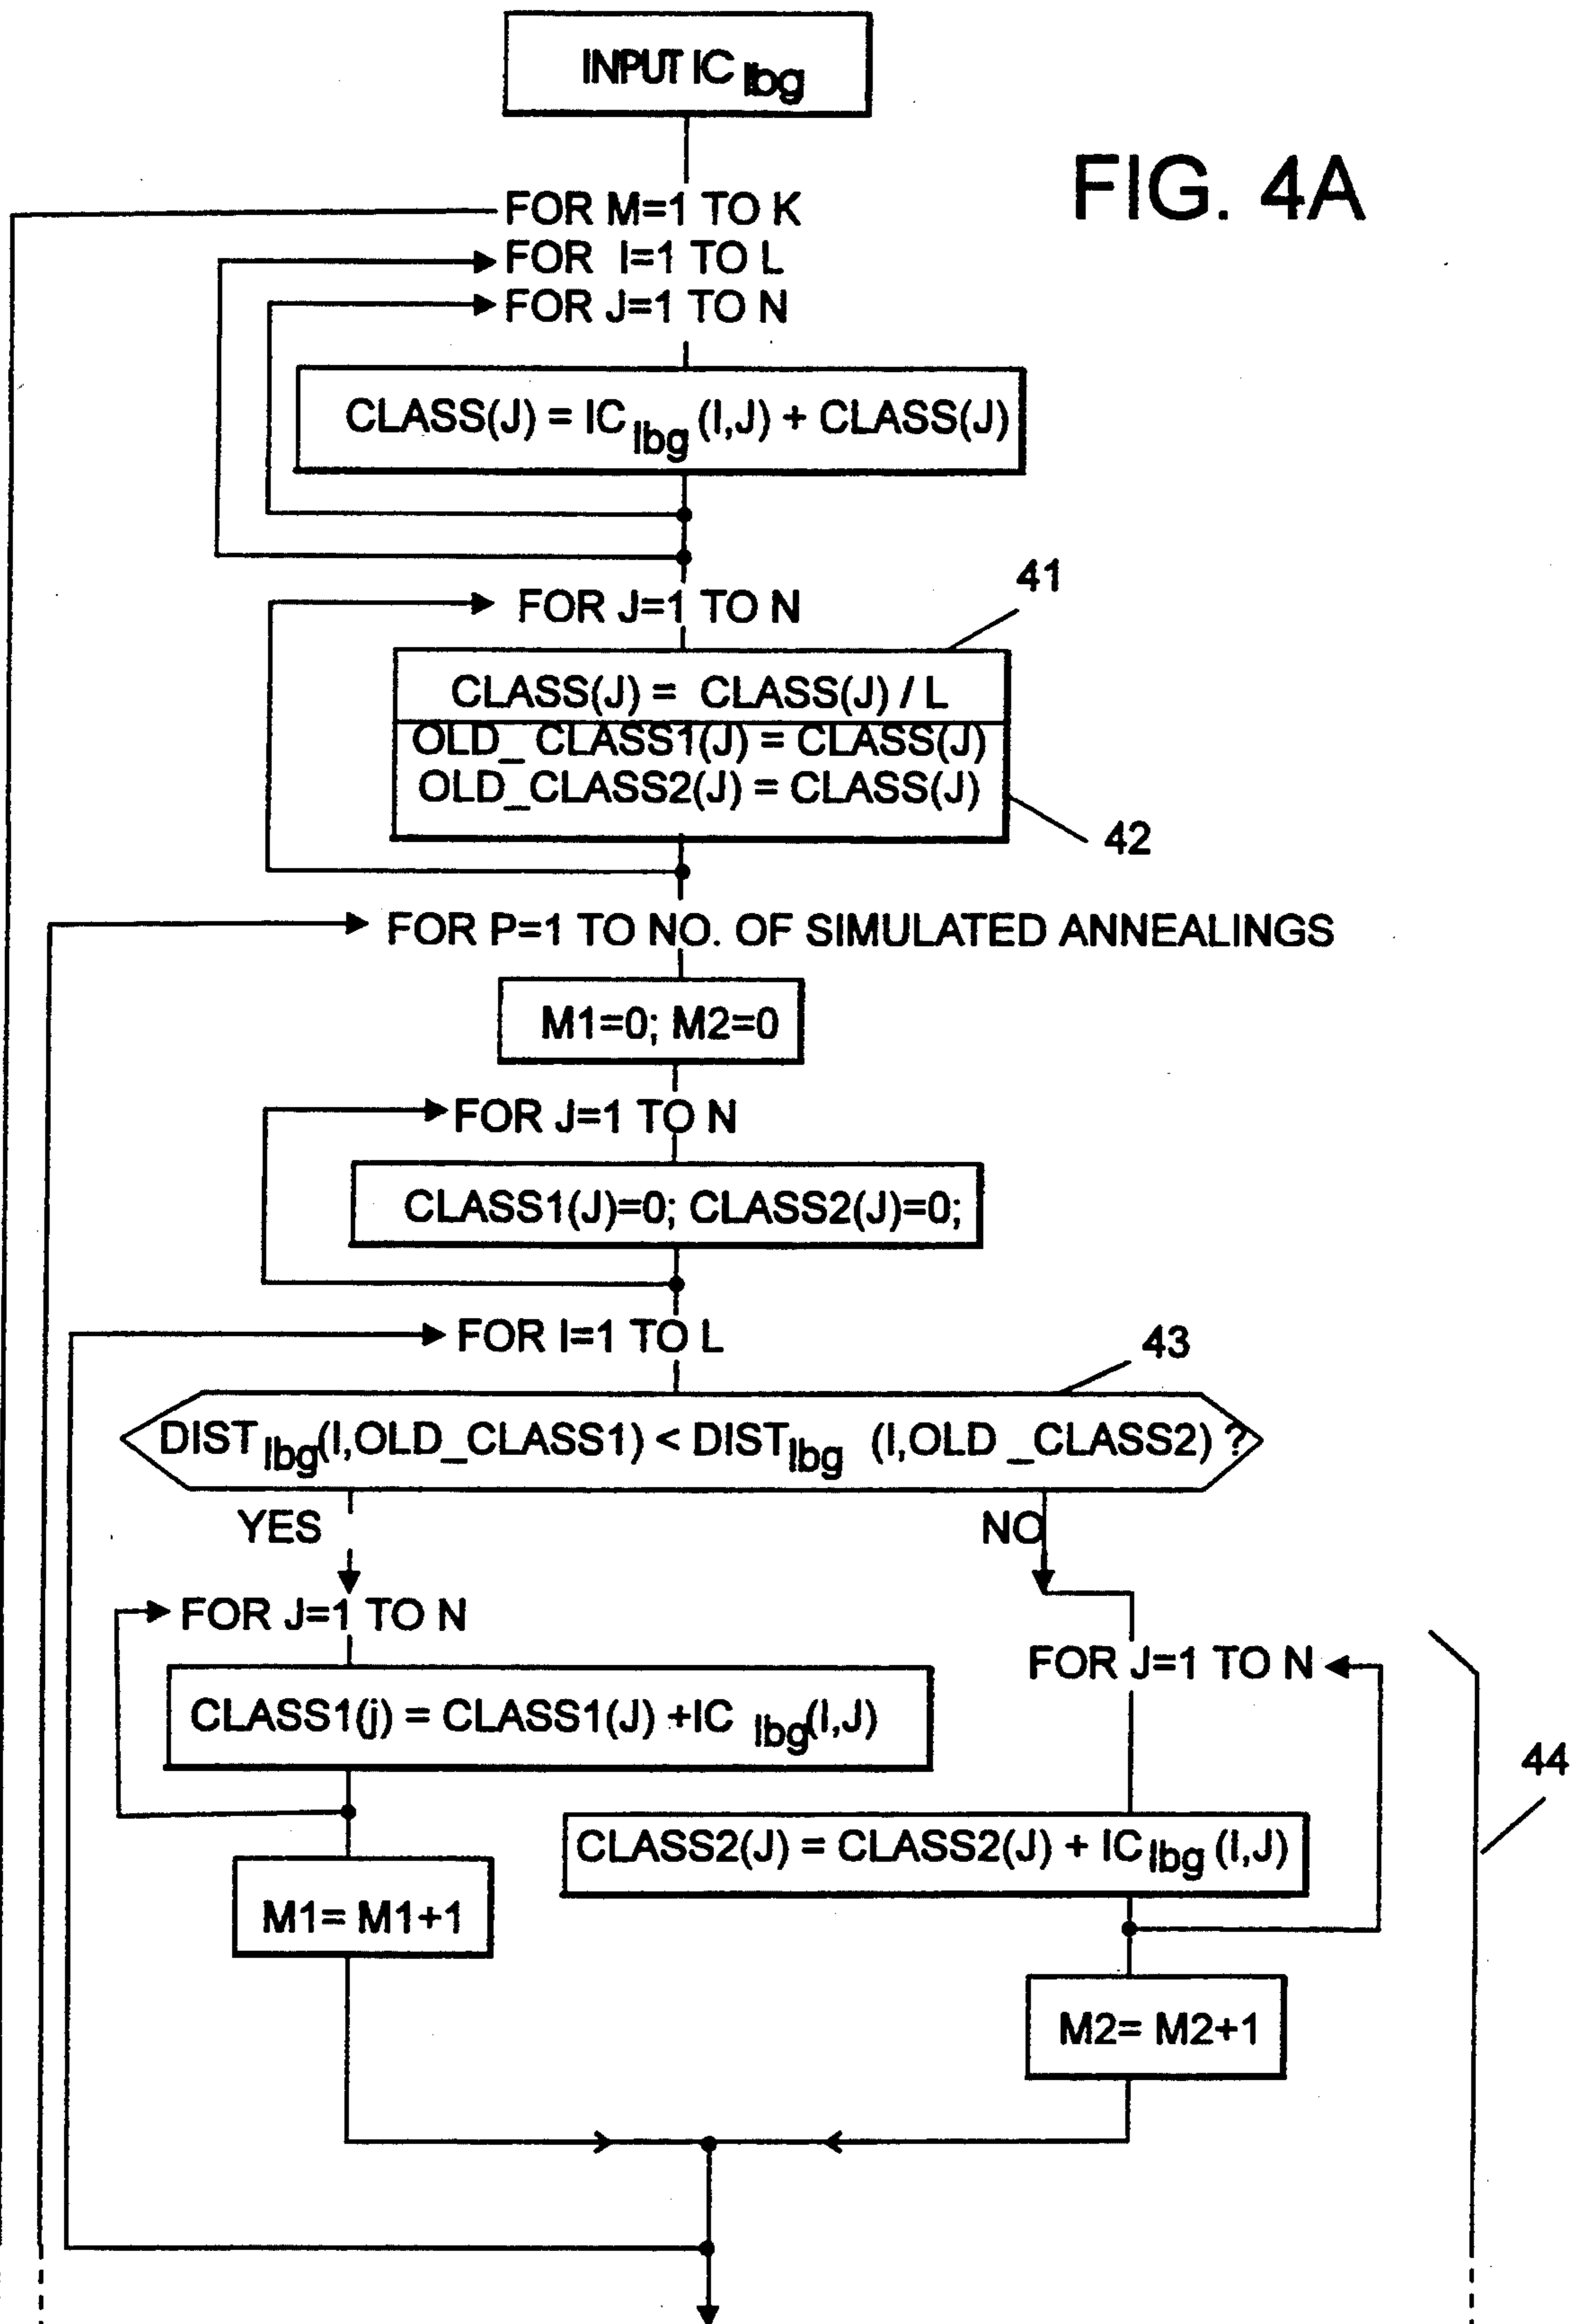 INPUT IC lbg
FIG. 4A
FOR M=1 TO K
FOR I=1 TO L
FOR J=1 TO N
CLASS(J) = IC lbg (I,J) + CLASS(J)
FOR J=1 TO N
41
CLASS(J) = CLASS(J) / L
OLD_ CLASS1(J) = CLASS(J)
OLD_CLASS2(J) = CLASS(J)
42
FOR P=1 TO NO. OF SIMULATED ANNEALINGS
M1=0; M2=0
FOR J=1 TO N
CLASS1(J)=0; CLASS2(J)=0;
FOR I=1 TO L
43
DIST lbg(I,OLD_CLASS1) < DIST lbg (I,OLD _CLASS2) ?
YES
NO
FOR J=1 TO N
FOR J=1 TO N
CLASS1(j) = CLASS1(J) +IC lbg(I,J)
44
CLASS2(J) = CLASS2(J) + IC lbg (I,J)
M1= M1+1
M2= M2+1